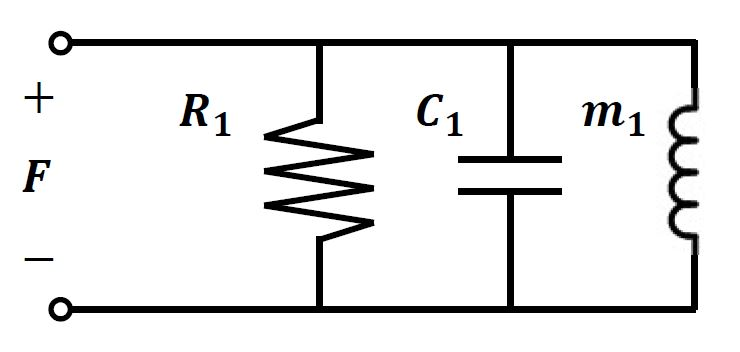 +
F
−
R₁
C₁
m₁